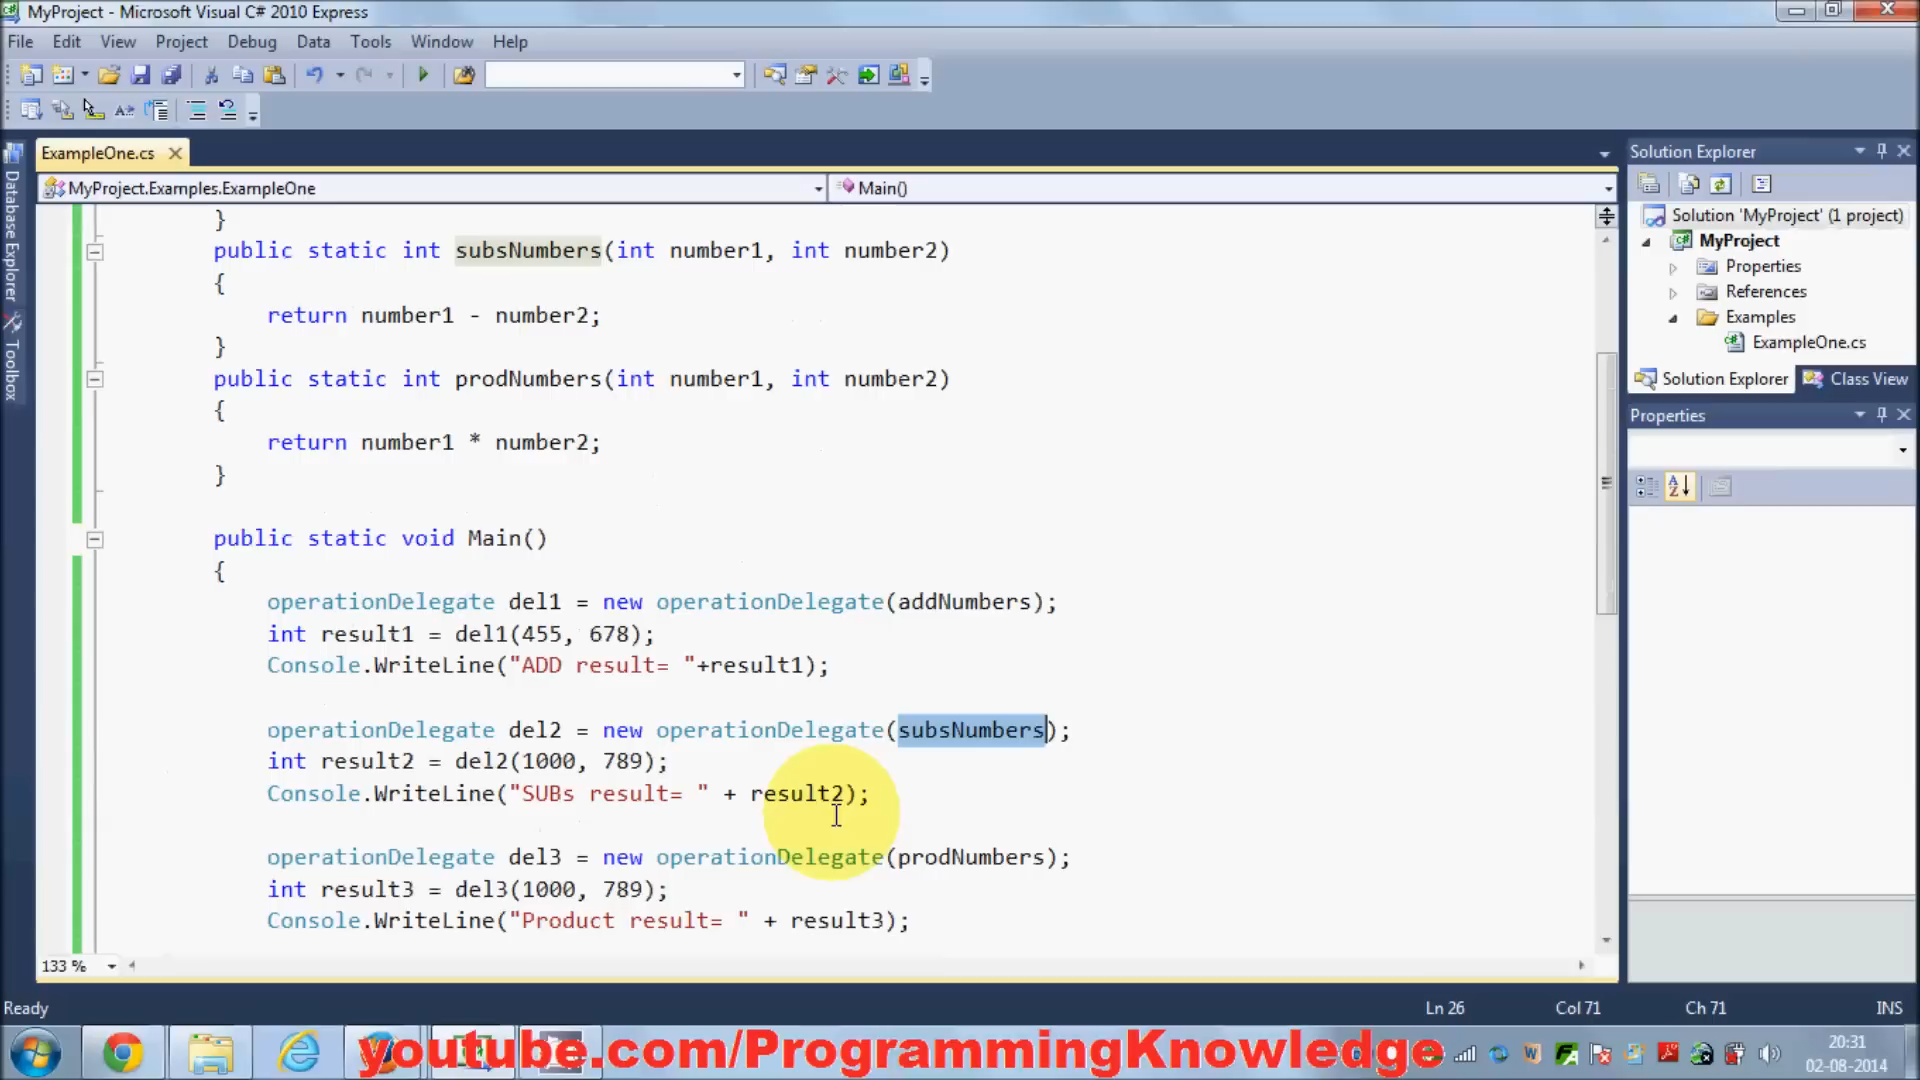 MyProject - Microsoft Visual C# 2010 Express
File Edit View Project Debug Data Tools Window Help
ExampleOne.cs
MyProject.Examples.ExampleOne
Main()
Database Explorer
Toolbox
}
public static int subsNumbers(int number1, int number2)
{
return number1 - number2;
}
public static int prodNumbers(int number1, int number2)
{
return number1 * number2;
}
public static void Main()
{
operationDelegate del1 = new operationDelegate(addNumbers);
int result1 = del1(455, 678);
Console.WriteLine("ADD result= "+result1);
operationDelegate del2 = new operationDelegate(subsNumbers);
int result2 = del2(1000, 789);
Console.WriteLine("SUBs result= " + result2);
operationDelegate del3 = new operationDelegate(prodNumbers);
int result3 = del3(1000, 789);
Console.WriteLine("Product result= " + result3);
133 %
Solution Explorer
Solution 'MyProject' (1 project)
MyProject
Properties
References
Examples
ExampleOne.cs
Solution Explorer Class View
Properties
Ready Ln 26 Col 71 Ch 71 INS
youtube.com/ProgrammingKnowledge
20:31
02-08-2014